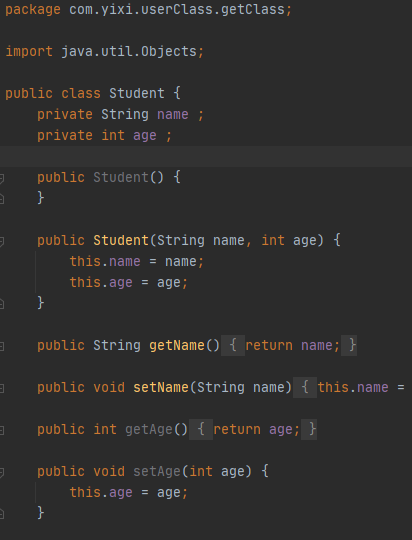 package com.yixi.userClass.getClass;
import java.util.Objects;
public class Student {
private String name ;
private int age ;
public Student() {
}
public Student(String name, int age) {
this.name = name;
this.age = age;
}
public String getName() { return name; }
public void setName(String name) { this.name =
public int getAge() { return age; }
public void setAge(int age) {
this.age = age;
}